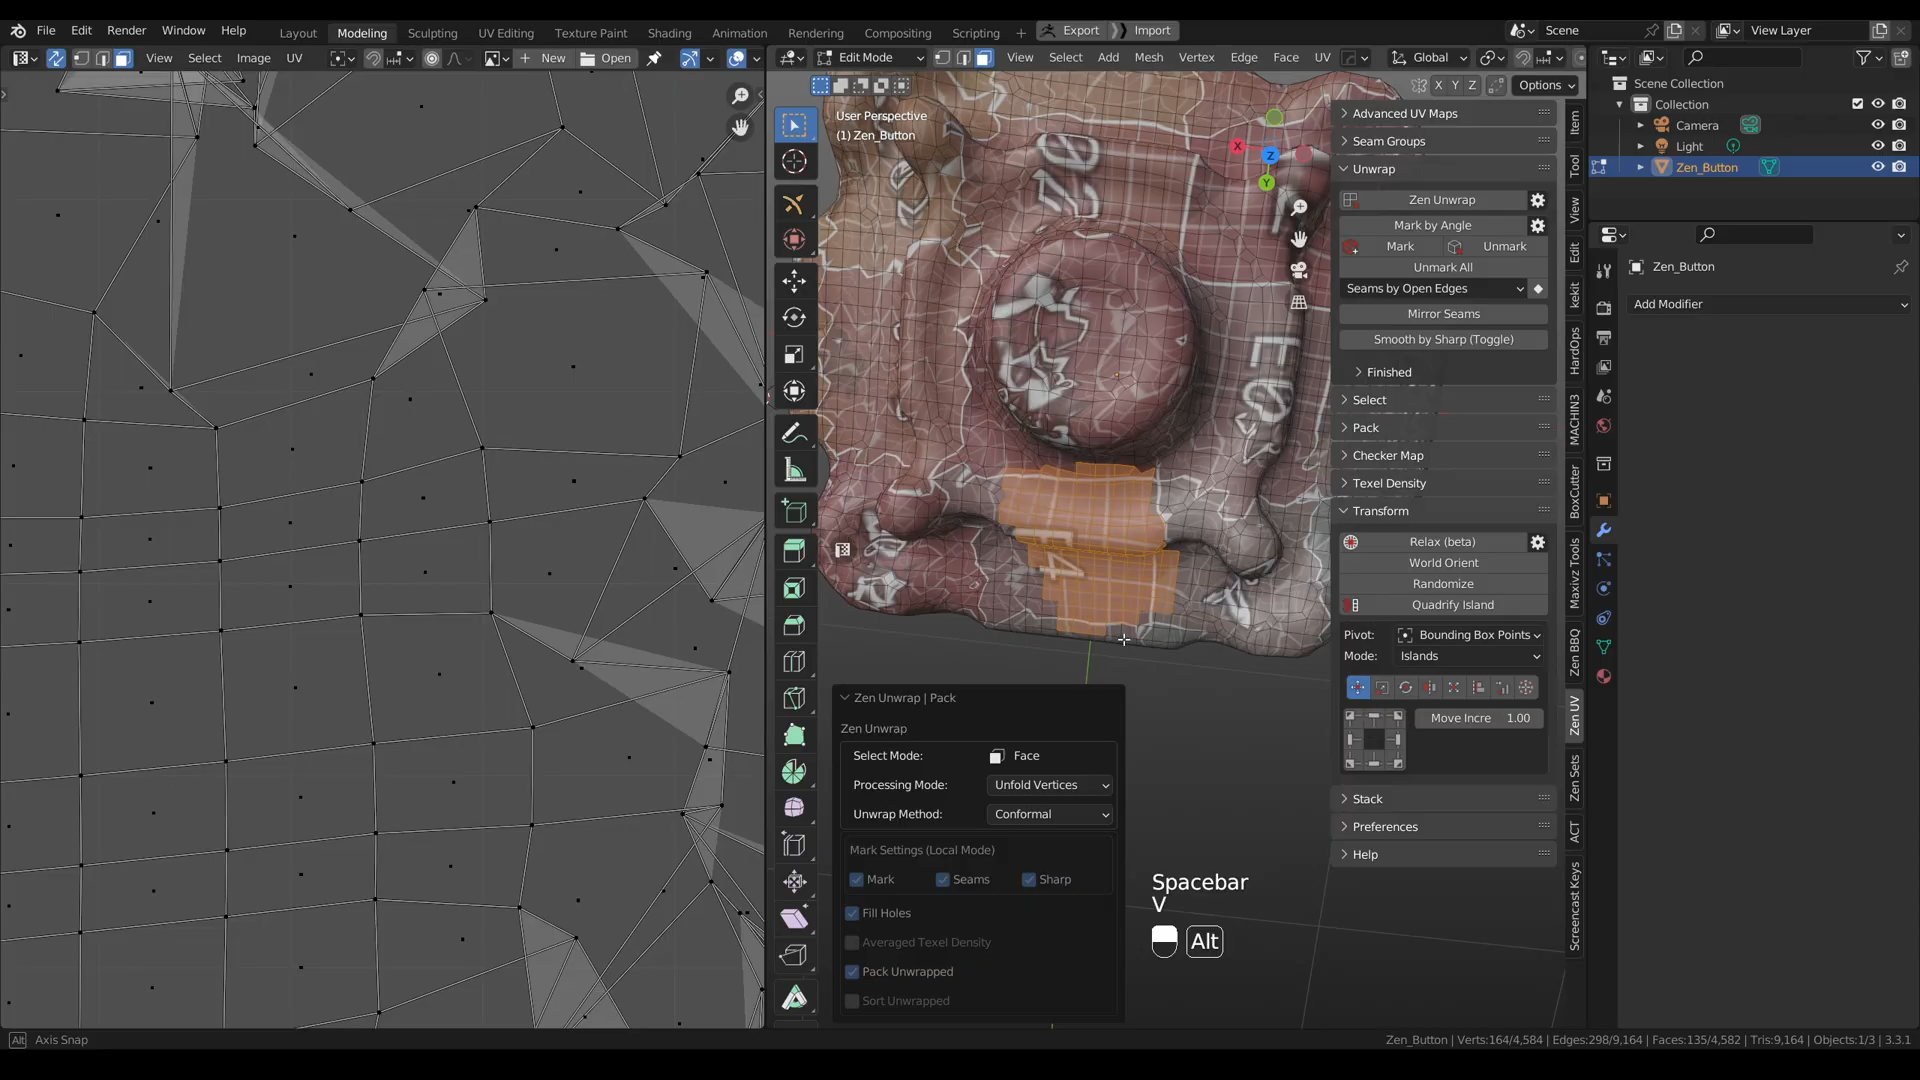 File Edit Render Window Help
Layout Modeling Sculpting UV Editing Texture Paint Shading Animation Rendering Compositing Scripting +
Export Import
Scene View Layer
View Select Image UV
New Open
Edit Mode View Select Add Mesh Vertex Edge Face UV Global
X Y Z Options
User Perspective
(1) Zen_Button
X Z Y
Scene Collection
Collection
Camera
Light
Zen_Button
Zen_Button
Add Modifier
Advanced UV Maps
Seam Groups
Unwrap
Zen Unwrap
Mark by Angle
Mark Unmark
Unmark All
Seams by Open Edges
Mirror Seams
Smooth by Sharp (Toggle)
Finished
Select
Pack
Checker Map
Texel Density
Transform
Relax (beta)
World Orient
Randomize
Quadrify Island
Pivot: Bounding Box Points
Mode: Islands
Move Incre 1.00
Stack
Preferences
Help
Item
Tool
View
Edit
kekit
HardOps
MACHIN3
BoxCutter
Maxivz Tools
Zen BBQ
Zen UV
Zen Sets
ACT
Screencast Keys
Zen Unwrap | Pack
Zen Unwrap
Select Mode: Face
Processing Mode: Unfold Vertices
Unwrap Method: Conformal
Mark Settings (Local Mode)
Mark Seams Sharp
Fill Holes
Averaged Texel Density
Pack Unwrapped
Sort Unwrapped
Spacebar
V
Alt
Alt Axis Snap
Zen_Button | Verts:164/4,584 | Edges:298/9,164 | Faces:135/4,582 | Tris:9,164 | Objects:1/3 | 3.3.1